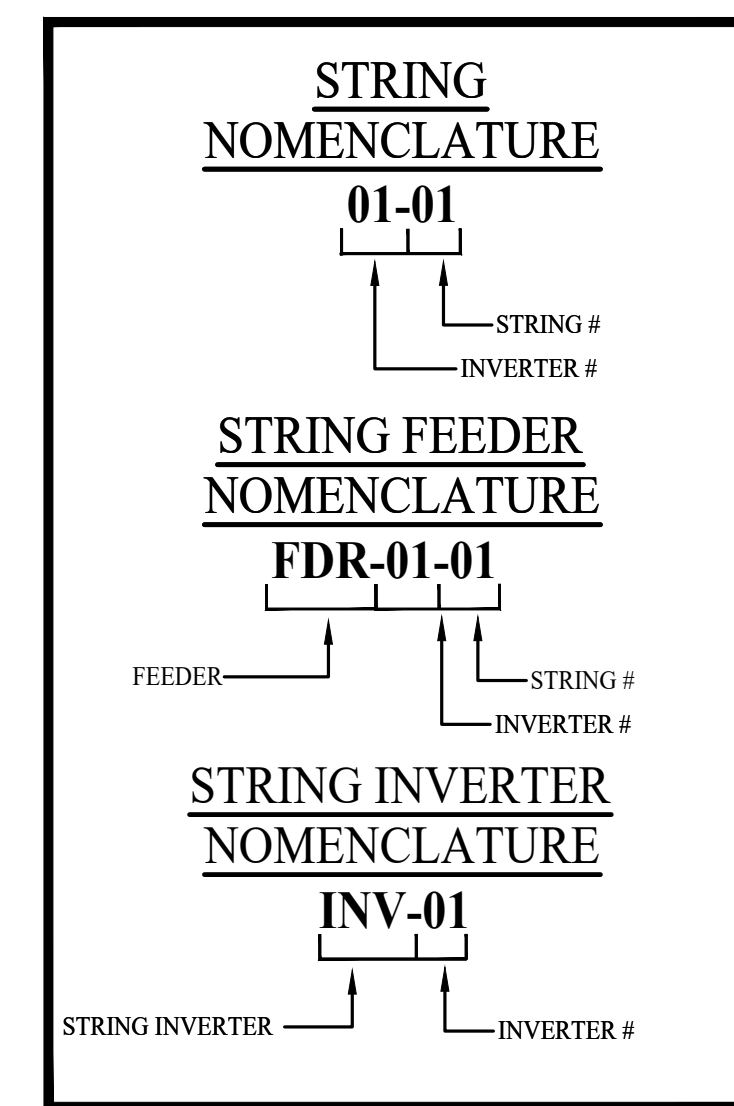 STRING
NOMENCLATURE
01-01
STRING #
INVERTER #
STRING FEEDER
NOMENCLATURE
FDR-01-01
FEEDER
STRING #
INVERTER #
STRING INVERTER
NOMENCLATURE
INV-01
STRING INVERTER
INVERTER #